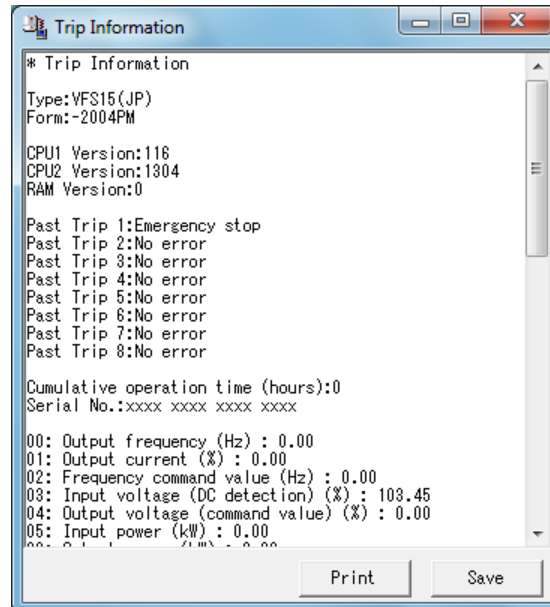 Trip Information
* Trip Information
Type:VFS15(JP)
Form:-2004PM
CPU1 Version:116
CPU2 Version:1304
RAM Version:0
Past Trip 1:Emergency stop
Past Trip 2:No error
Past Trip 3:No error
Past Trip 4:No error
Past Trip 5:No error
Past Trip 6:No error
Past Trip 7:No error
Past Trip 8:No error
Cumulative operation time (hours):0
Serial No.:xxxx xxxx xxxx xxxx
00: Output frequency (Hz) : 0.00
01: Output current (%) : 0.00
02: Frequency command value (Hz) : 0.00
03: Input voltage (DC detection) (%) : 103.45
04: Output voltage (command value) (%) : 0.00
05: Input power (kW) : 0.00
Print Save